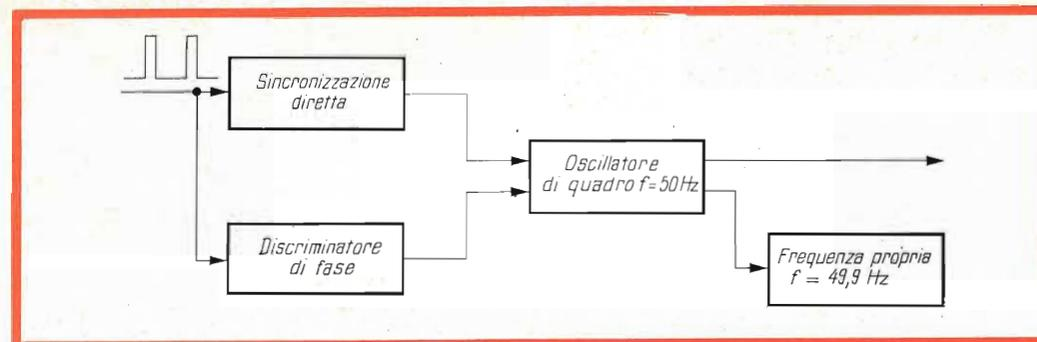 Sincronizzazione
diretta
Oscillatore
di quadro f=50Hz
Discriminatore
di fase
Frequenza propria
f = 49,9 Hz